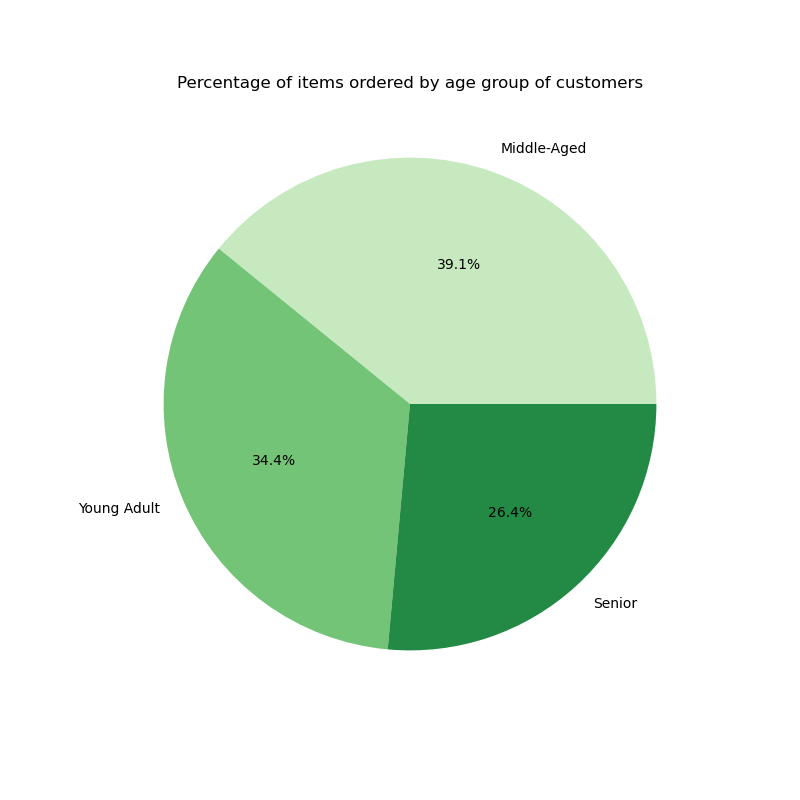 Percentage of items ordered by age group of customers
Middle-Aged
39.1%
34.4%
Young Adult
26.4%
Senior